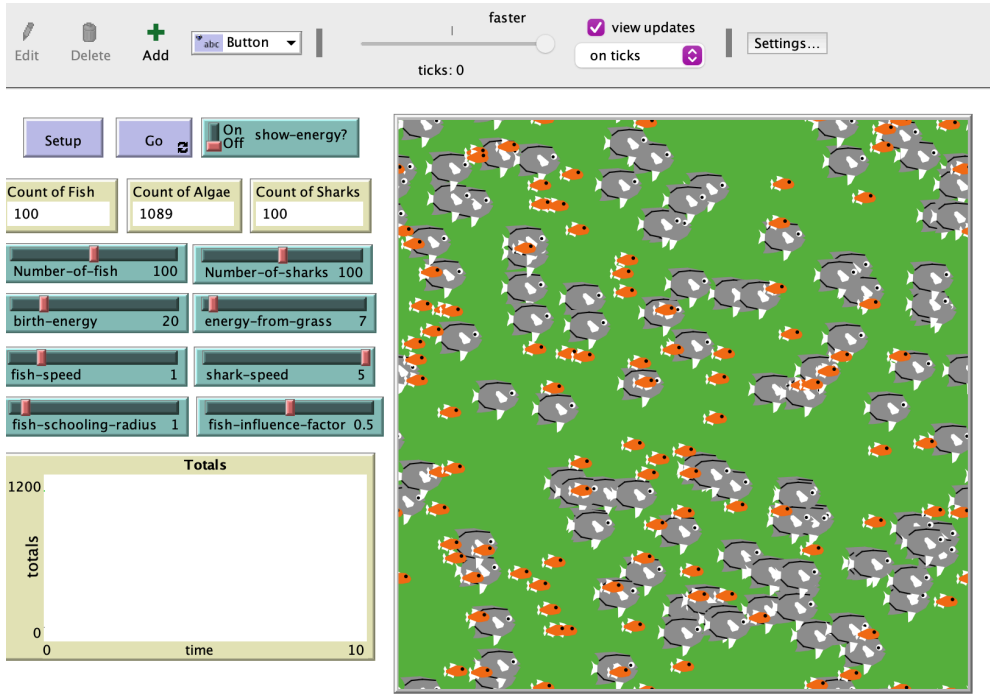 faster
view updates
Edit
Delete
Add
abc Button
on ticks
Settings...
ticks: 0
Setup
Go
On
Off
show-energy?
Count of Fish
100
Count of Algae
1089
Count of Sharks
100
Number-of-fish 100
Number-of-sharks 100
birth-energy 20
energy-from-grass 7
fish-speed 1
shark-speed 5
fish-schooling-radius 1
fish-influence-factor 0.5
Totals
1200
totals
0
0
time
10